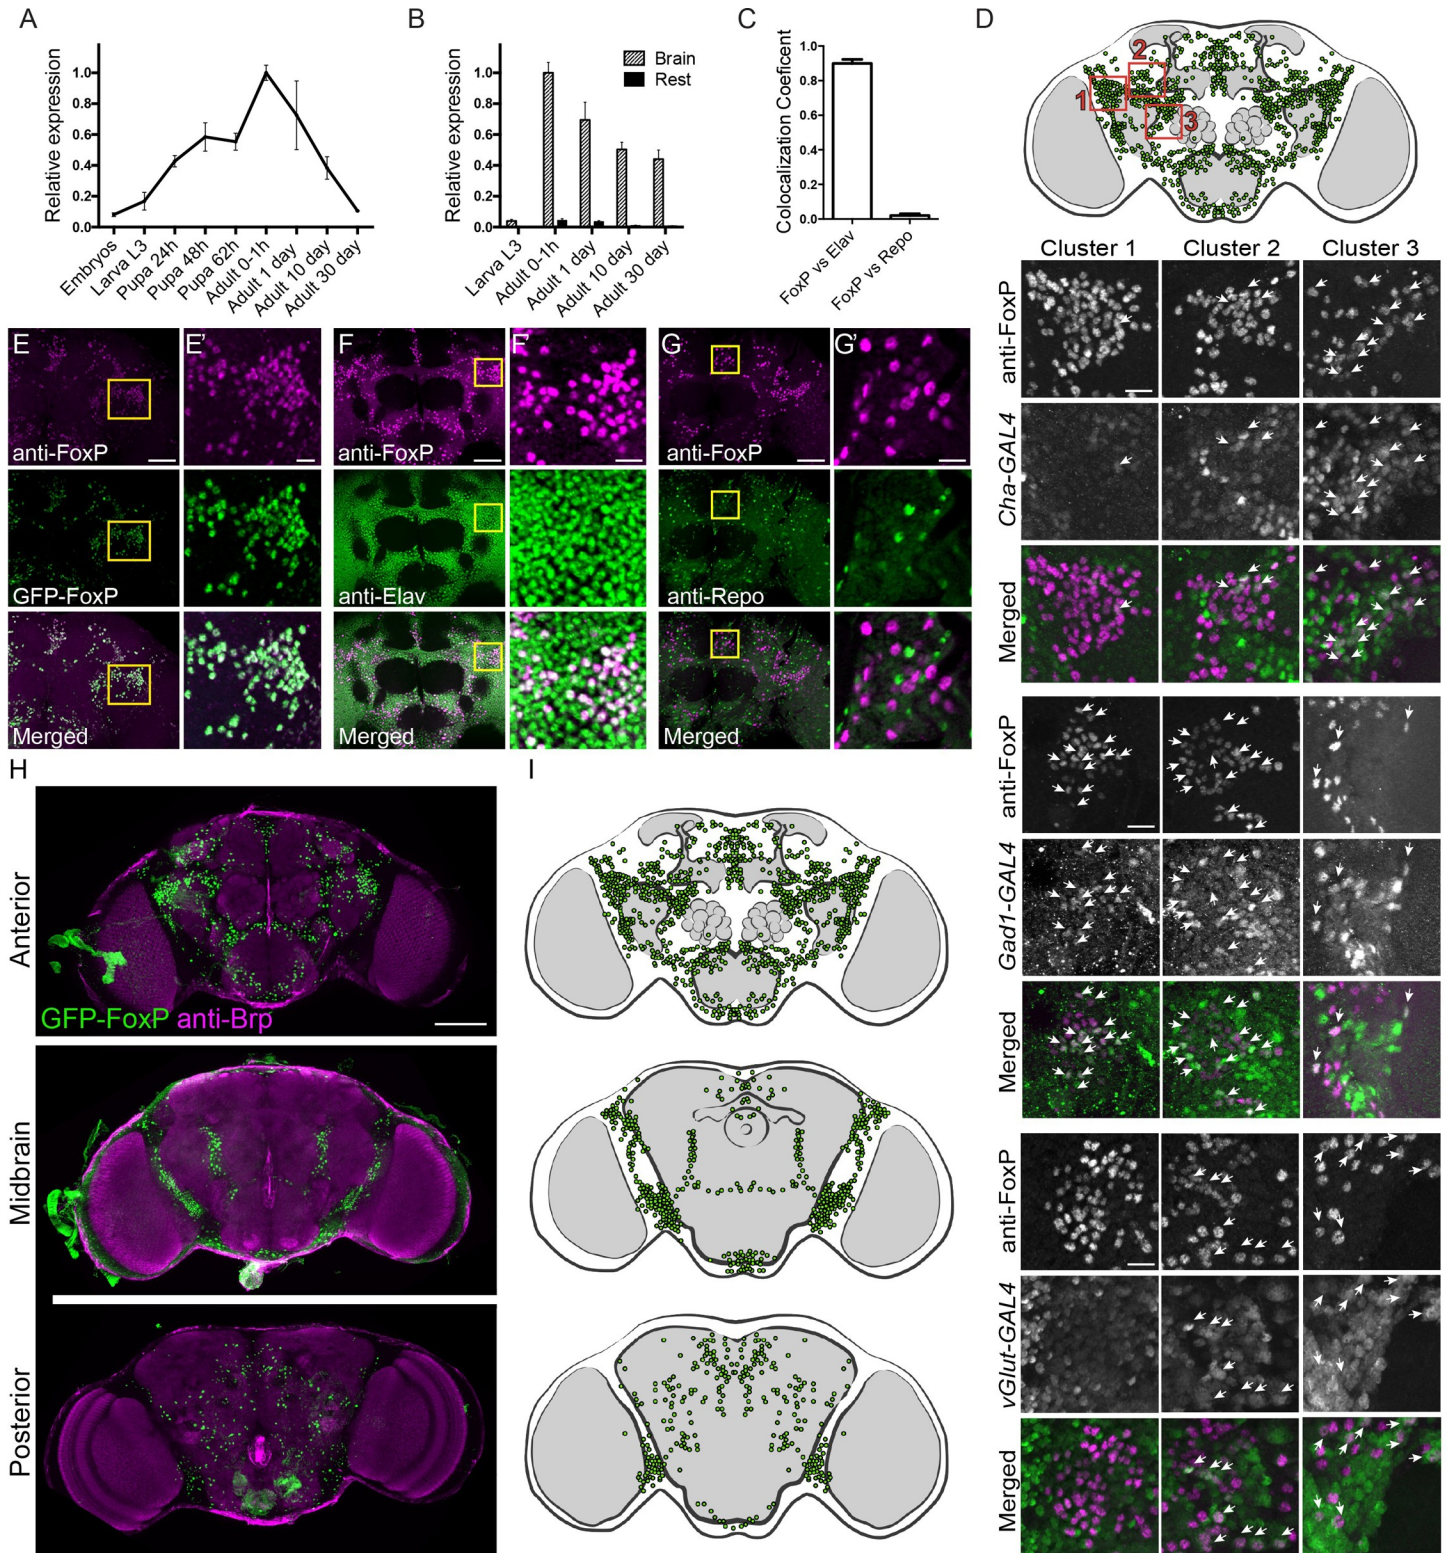 A
Relative expression
1.0
0.8
0.6
0.4
0.2
0.0
Embryos
Larva L3
Pupa 24h
Pupa 48h
Pupa 62h
Adult 0-1h
Adult 1 day
Adult 10 day
Adult 30 day
B
Relative expression
1.0
0.8
0.6
0.4
0.2
0.0
Brain
Rest
Larva L3
Adult 0-1h
Adult 1 day
Adult 10 day
Adult 30 day
C
Colocalization Coeficent
1.0
0.8
0.6
0.4
0.2
0.0
FoxP vs Elav
FoxP vs Repo
D
1
2
3
Cluster 1
Cluster 2
Cluster 3
anti-FoxP
Cha-GAL4
Merged
anti-FoxP
Gad1-GAL4
Merged
anti-FoxP
vGlut-GAL4
Merged
E
E'
F
F'
G
G'
anti-FoxP
anti-FoxP
anti-FoxP
GFP-FoxP
anti-Elav
anti-Repo
Merged
Merged
Merged
H
Anterior
GFP-FoxP anti-Brp
Midbrain
Posterior
I